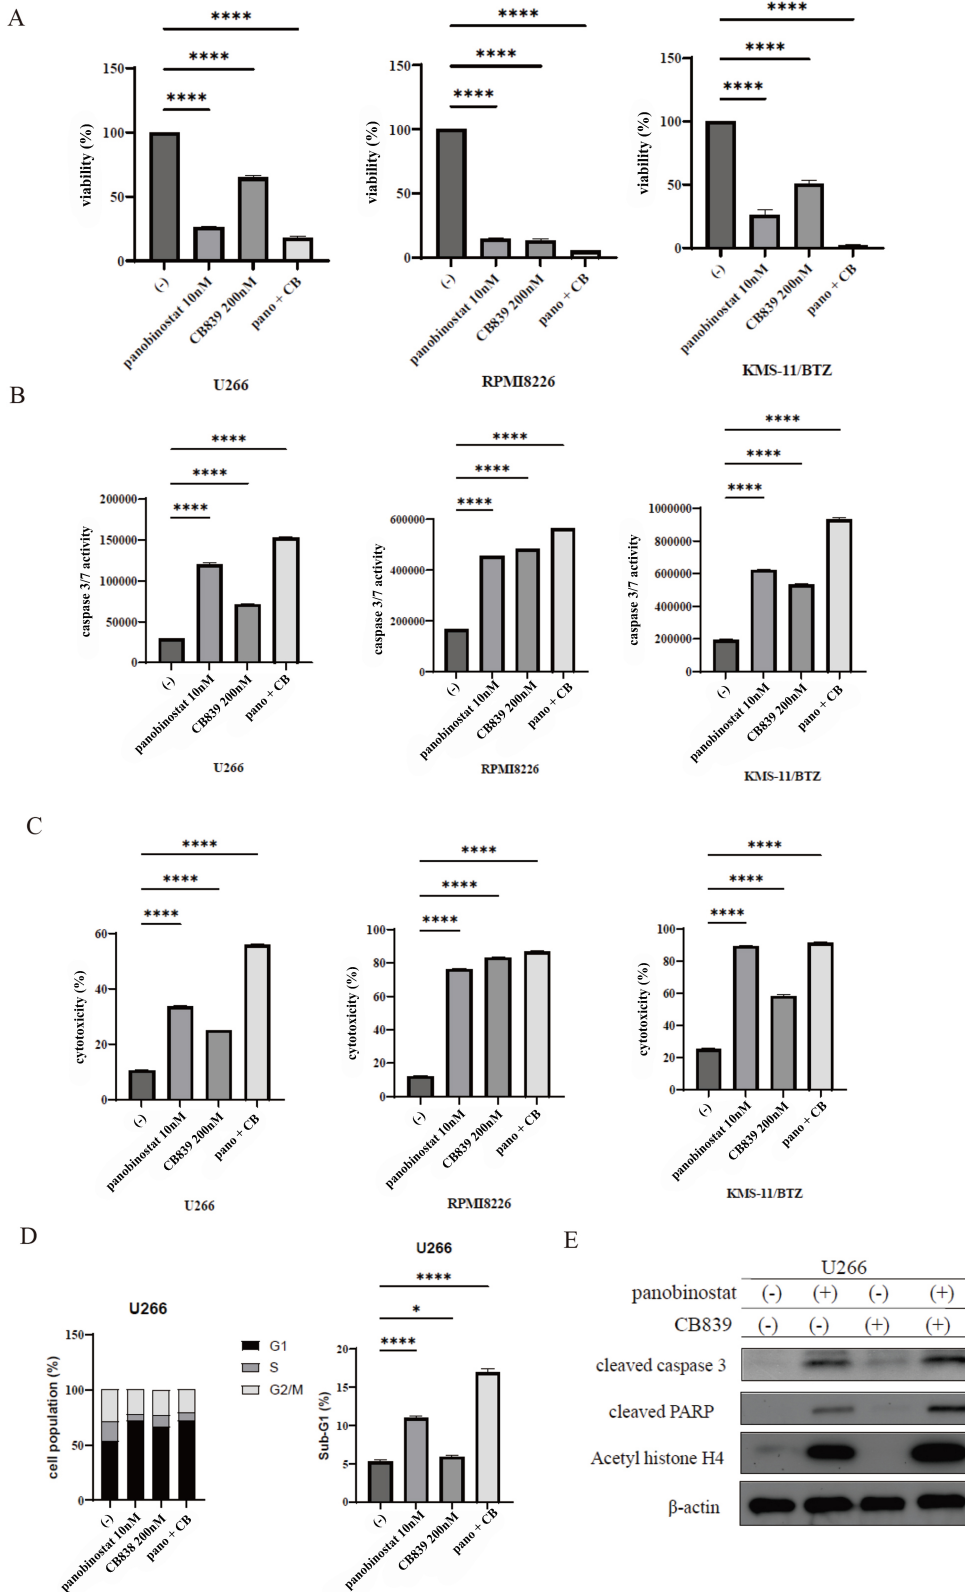 A
****
****
****
150
100
50
0
viability (%)
(-)
panobinostat 10nM
CB839 200nM
pano + CB
U266
****
****
****
150
100
50
0
viability (%)
(-)
panobinostat 10nM
CB839 200nM
pano + CB
RPMI8226
****
****
****
150
100
50
0
viability (%)
(-)
panobinostat 10nM
CB839 200nM
pano + CB
KMS-11/BTZ
B
****
****
****
200000
150000
100000
50000
0
caspase 3/7 activity
(-)
panobinostat 10nM
CB839 200nM
pano + CB
U266
****
****
****
600000
400000
200000
0
caspase 3/7 activity
(-)
panobinostat 10nM
CB839 200nM
pano + CB
RPMI8226
****
****
****
1000000
800000
600000
400000
200000
0
caspase 3/7 activity
(-)
panobinostat 10nM
CB839 200nM
pano + CB
KMS-11/BTZ
C
****
****
****
60
40
20
0
cytotoxicity (%)
(-)
panobinostat 10nM
CB839 200nM
pano + CB
U266
****
****
****
100
80
60
40
20
0
cytotoxicity (%)
(-)
panobinostat 10nM
CB839 200nM
pano + CB
RPMI8226
****
****
****
100
80
60
40
20
0
cytotoxicity (%)
(-)
panobinostat 10nM
CB839 200nM
pano + CB
KMS-11/BTZ
D
U266
150
100
50
0
cell population (%)
G1
S
G2/M
(-)
panobinostat 10nM
CB838 200nM
pano + CB
U266
****
*
****
20
15
10
5
0
Sub-G1 (%)
(-)
panobinostat 10nM
CB839 200nM
pano + CB
E
U266
panobinostat (-) (+) (-) (+)
CB839 (-) (-) (+) (+)
cleaved caspase 3
cleaved PARP
Acetyl histone H4
β-actin